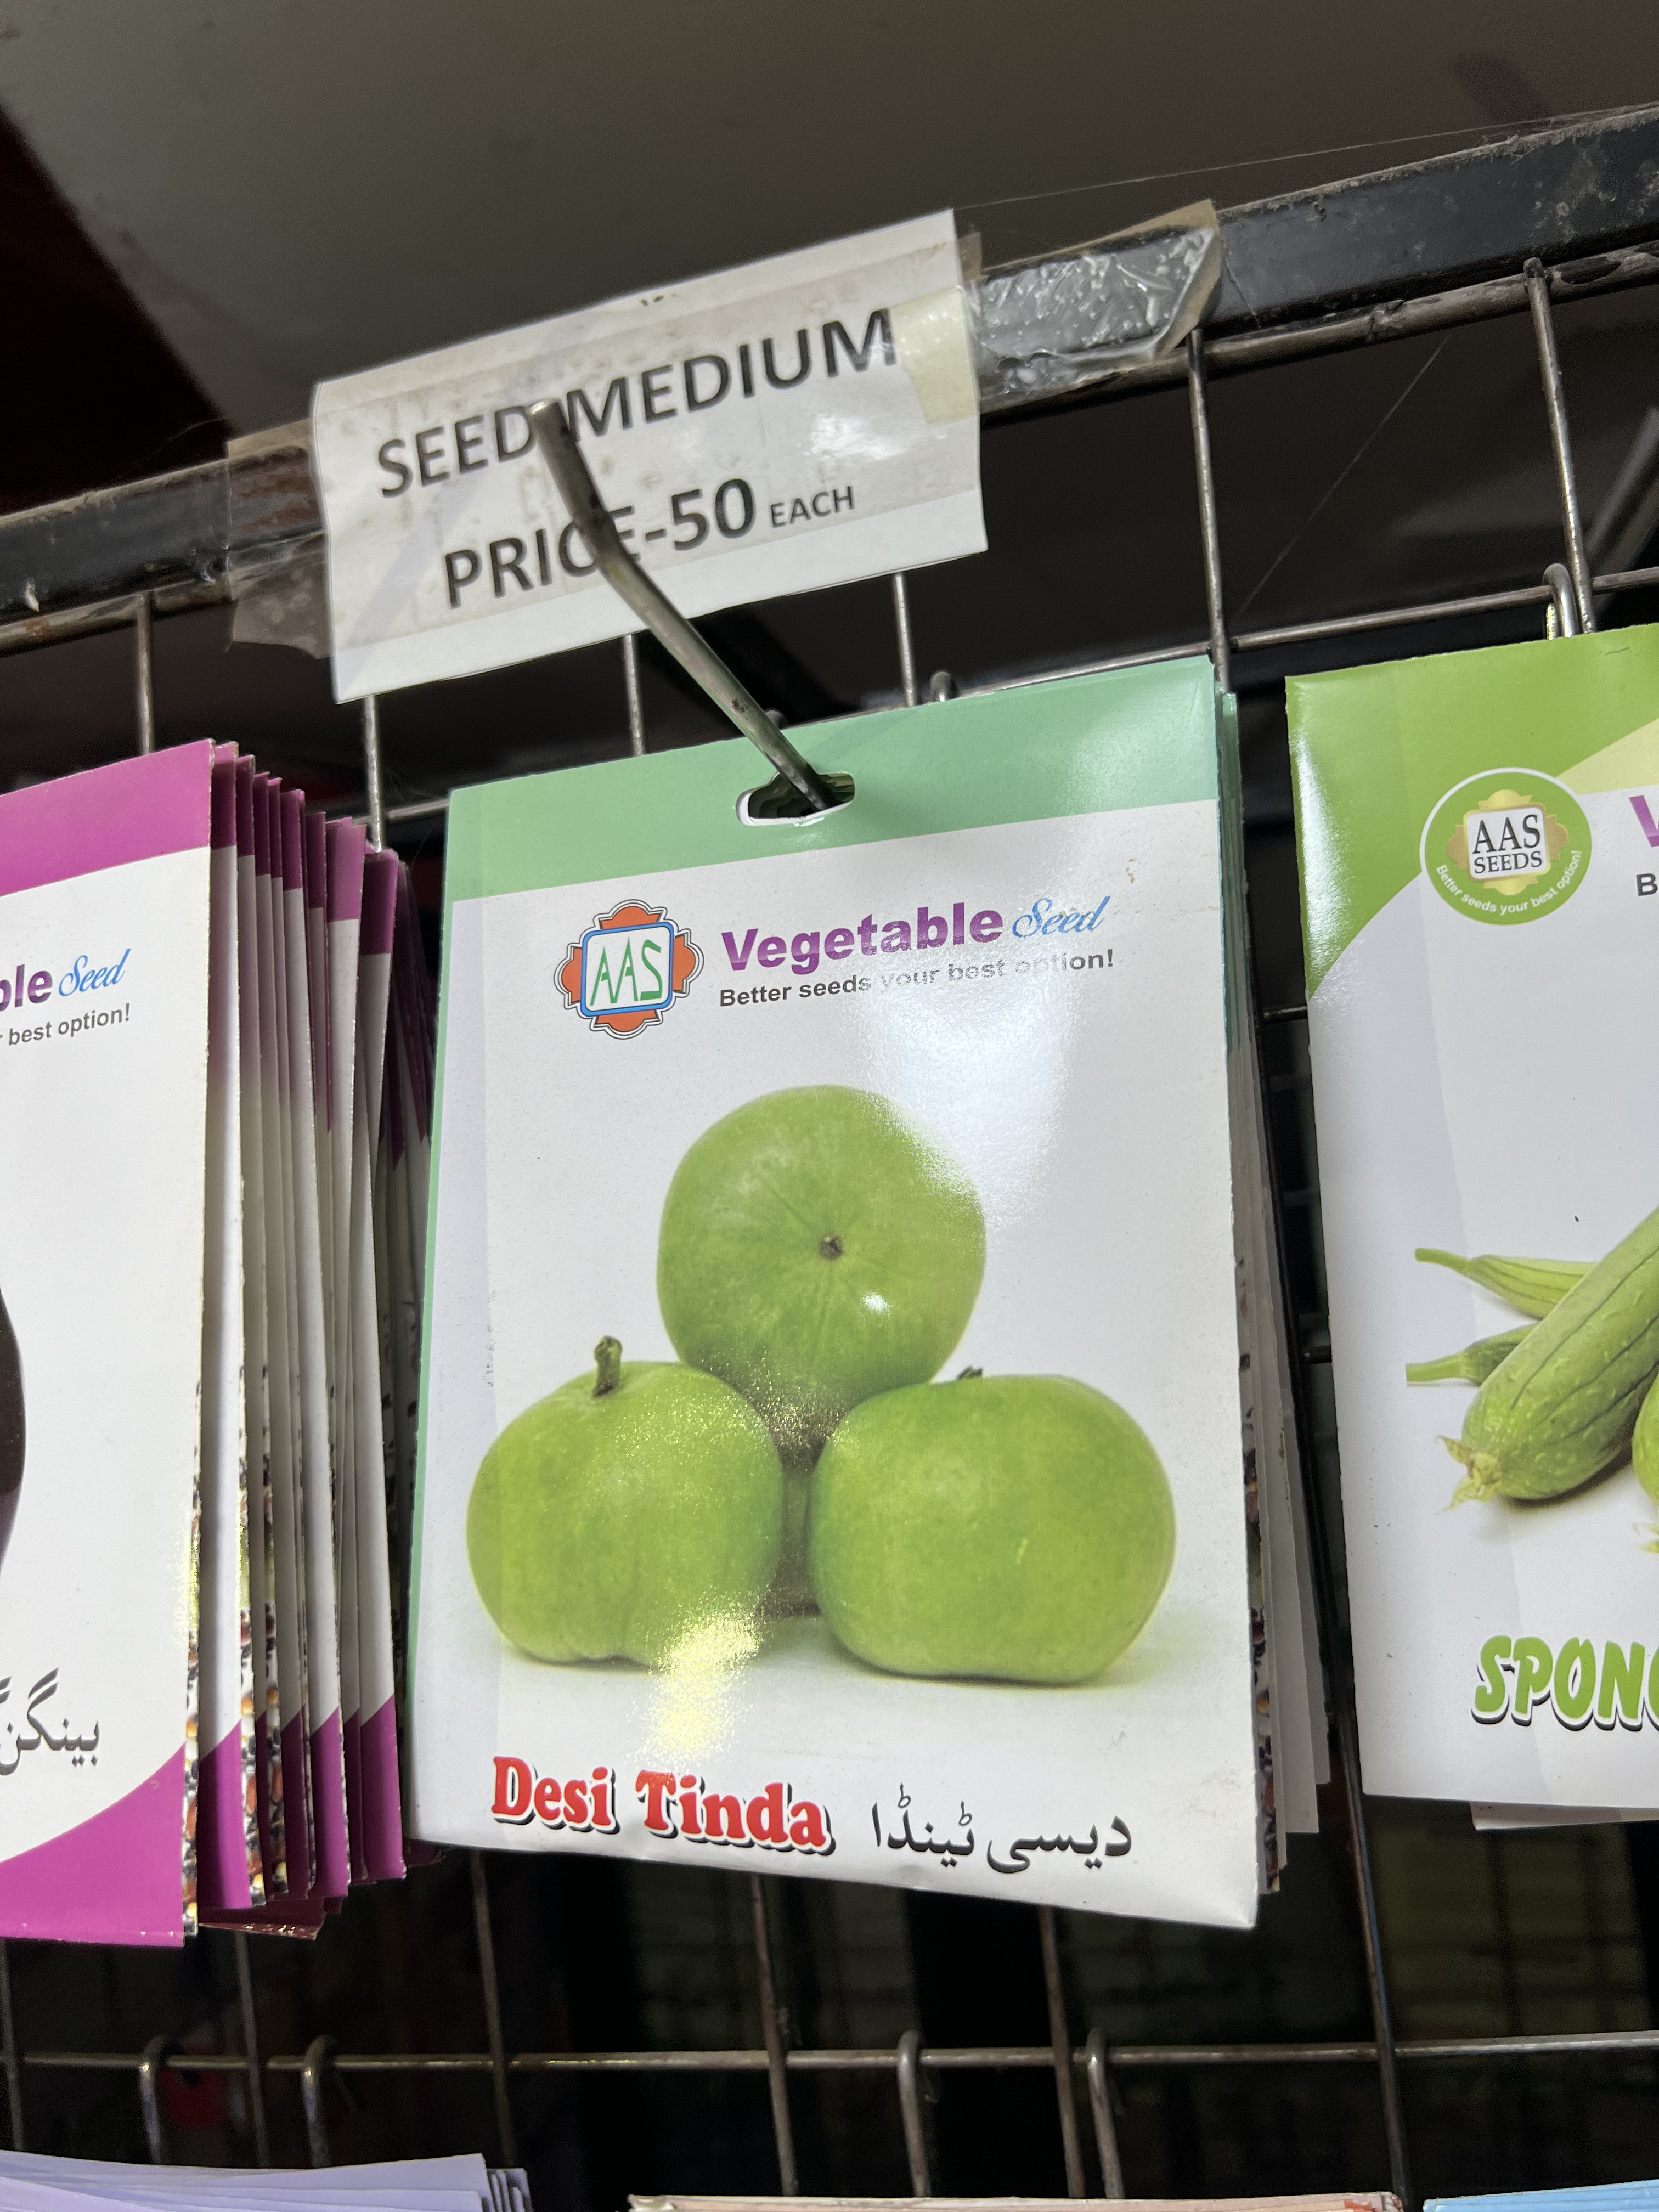 SEED MEDIUM
PRICE-50 EACH
ble Seed
best option!
بینگن
AAS
Vegetable Seed
Better seeds your best option!
Desi Tinda دیسی ٹینڈا
AAS
SEEDS
Better seeds your best option!
V
B
SPON